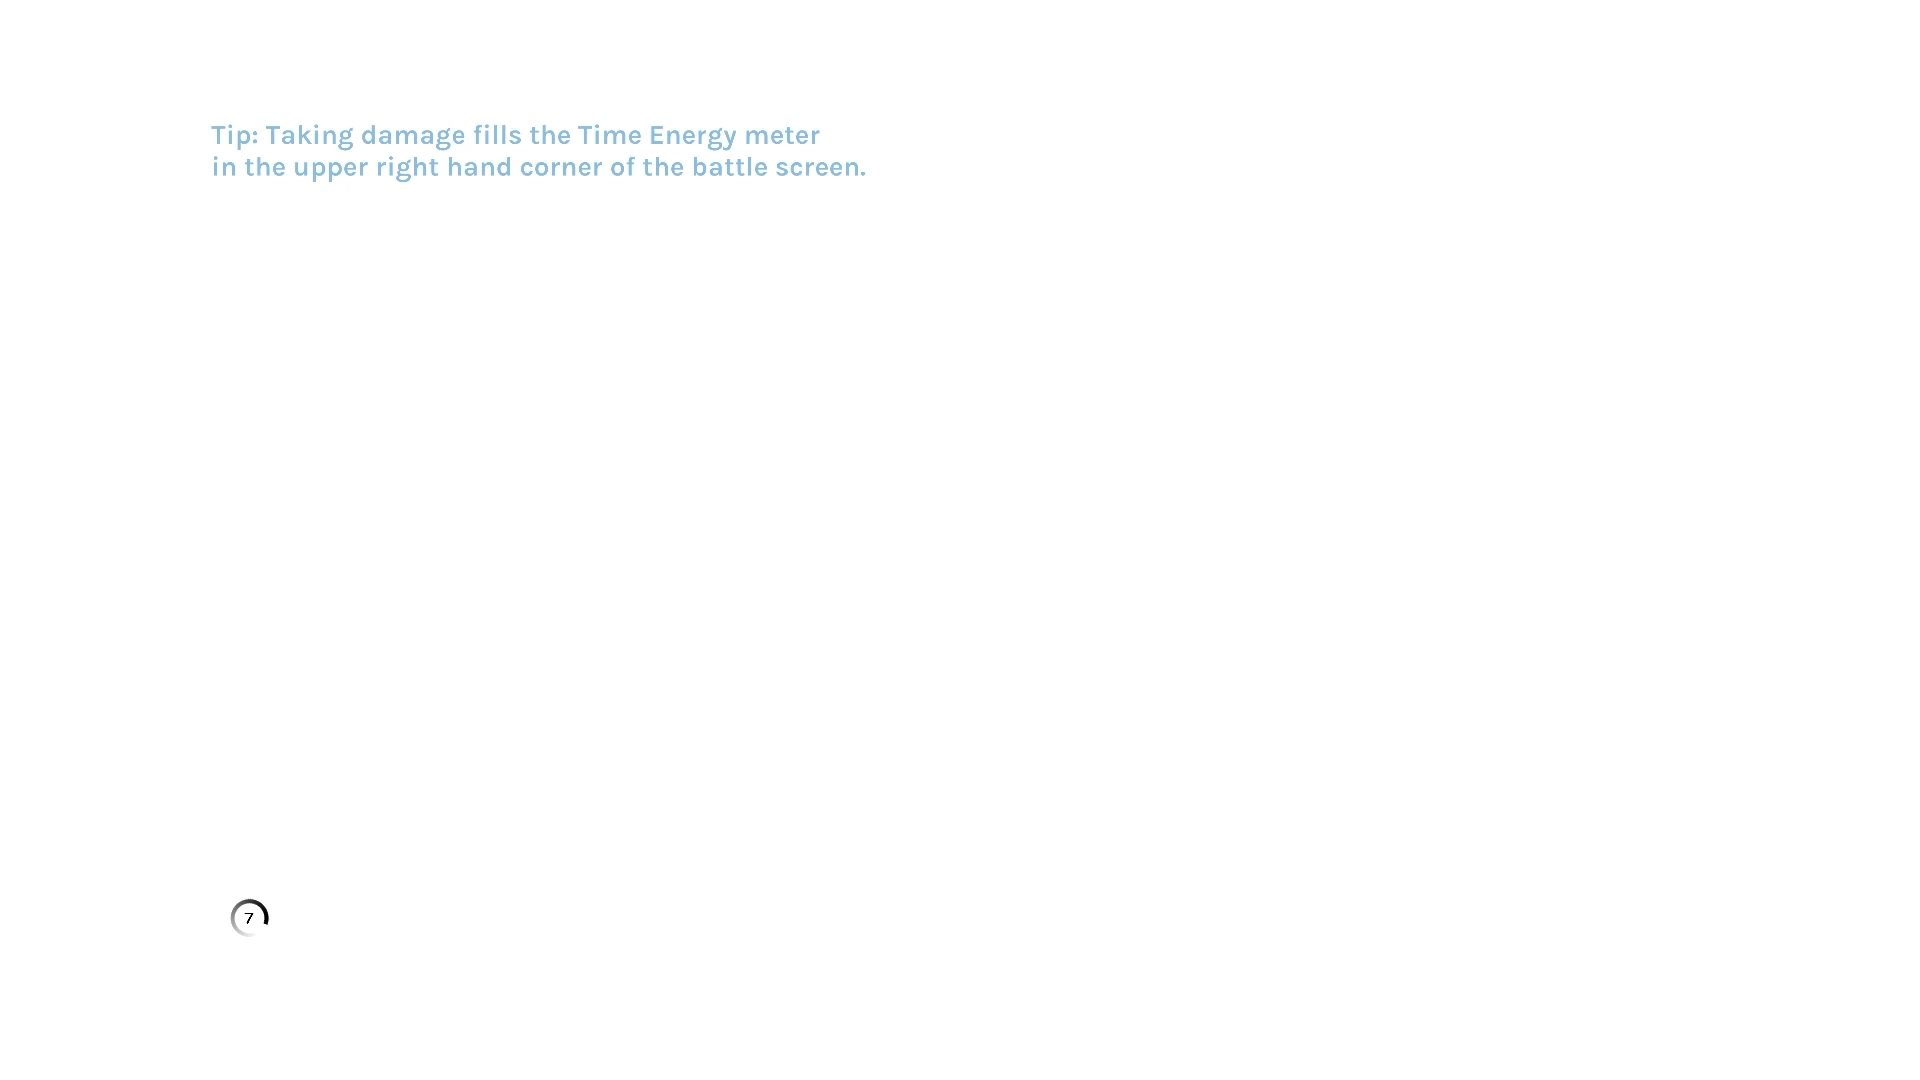 Tip: Taking damage fills the Time Energy meter
in the upper right hand corner of the battle screen.
7